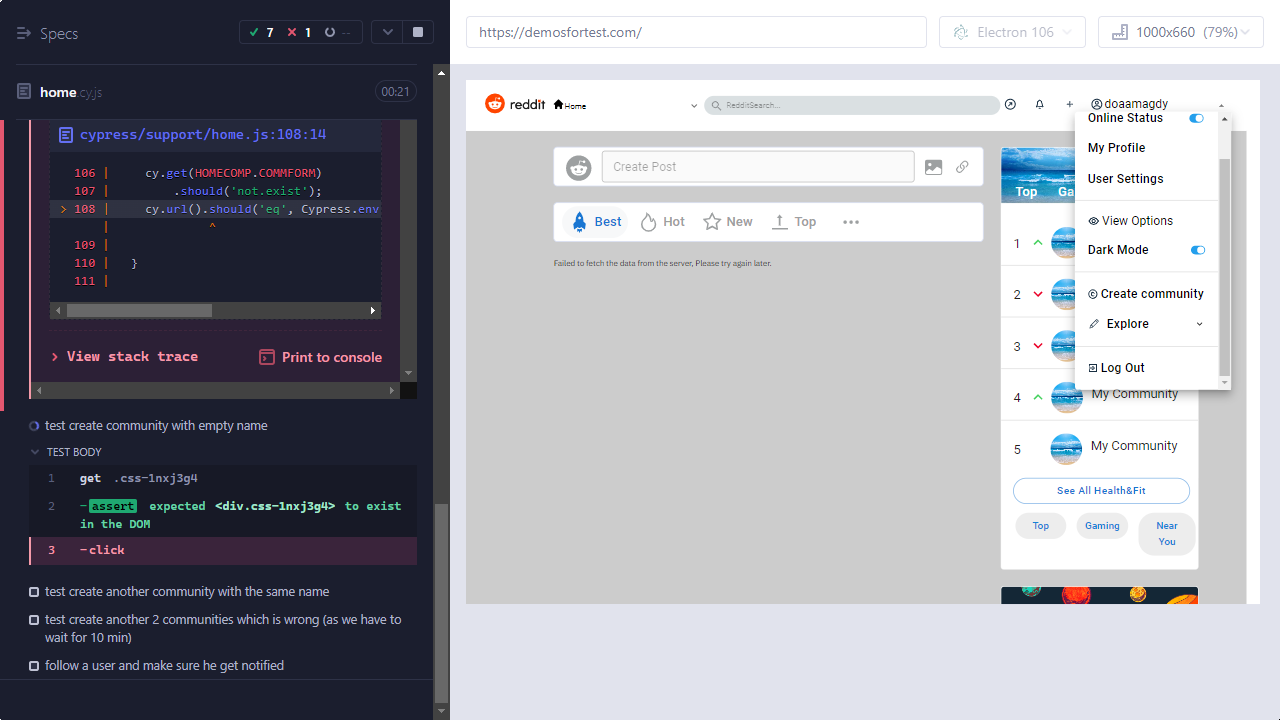 Specs
7
1
--
home.cy.js
00:21
cypress/support/home.js:108:14
106 | cy.get(HOMECOMP.COMMFORM)
107 | .should('not.exist');
> 108 | cy.url().should('eq', Cypress.env
| ^
109 |
110 | }
111 |
View stack trace
Print to console
test create community with empty name
TEST BODY
1 get .css-1nxj3g4
2 -assert expected <div.css-1nxj3g4> to exist
in the DOM
3 -click
test create another community with the same name
test create another 2 communities which is wrong (as we have to
wait for 10 min)
follow a user and make sure he get notified
https://demosfortest.com/
Electron 106
1000x660 (79%)
reddit
Home
RedditSearch...
doaamagdy
Online Status
My Profile
User Settings
View Options
Dark Mode
Create community
Explore
Log Out
Create Post
Best
Hot
New
Top
Failed to fetch the data from the server, Please try again later.
Top
Ga
1
2
3
4 My Community
5 My Community
See All Health&Fit
Top
Gaming
Near
You